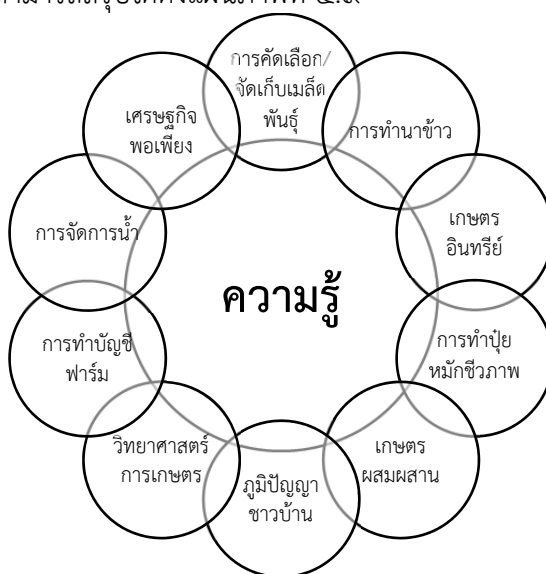 การคัดเลือก/
จัดเก็บเมล็ด
พันธุ์
การทำนาข้าว
เกษตร
อินทรีย์
การทำปุ๋ย
หมักชีวภาพ
เกษตร
ผสมผสาน
ภูมิปัญญา
ชาวบ้าน
วิทยาศาสตร์
การเกษตร
การทำบัญชี
ฟาร์ม
การจัดการน้ำ
เศรษฐกิจ
พอเพียง
ความรู้